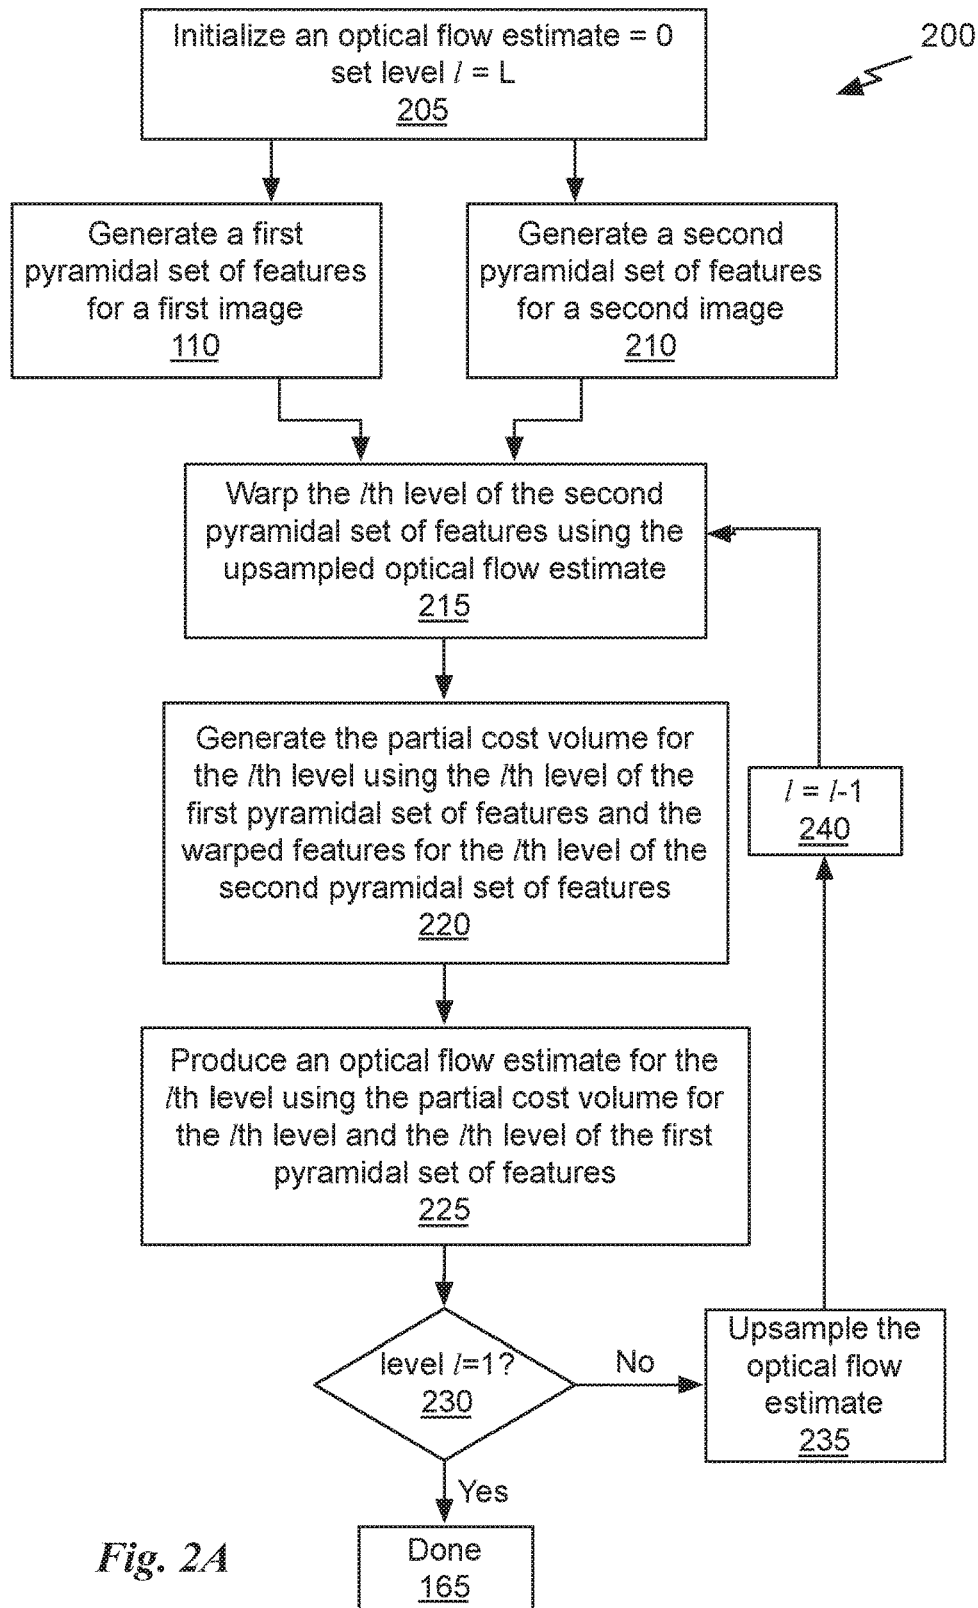 Initialize an optical flow estimate = 0
set level l = L
205
200
Generate a first
pyramidal set of features
for a first image
110
Generate a second
pyramidal set of features
for a second image
210
Warp the lth level of the second
pyramidal set of features using the
upsampled optical flow estimate
215
Generate the partial cost volume for
the lth level using the lth level of the
first pyramidal set of features and the
warped features for the lth level of the
second pyramidal set of features
220
l = l-1
240
Produce an optical flow estimate for the
lth level using the partial cost volume for
the lth level and the lth level of the first
pyramidal set of features
225
level l=1?
230
No
Upsample the
optical flow
estimate
235
Yes
Done
165
Fig. 2A